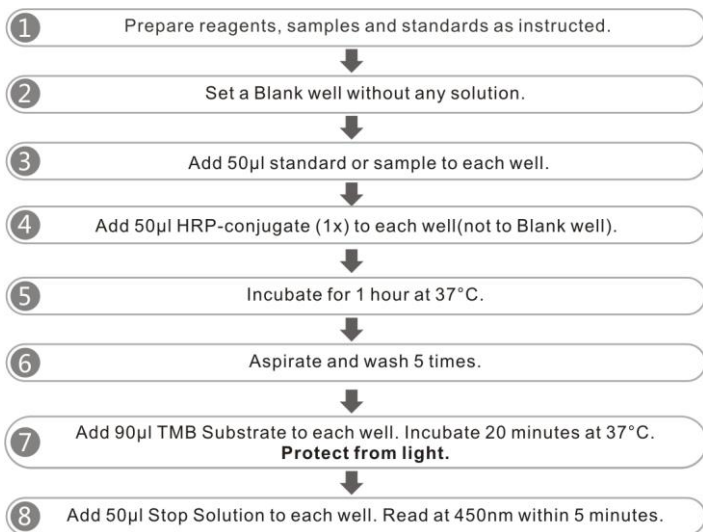 1 Prepare reagents, samples and standards as instructed.
2 Set a Blank well without any solution.
3 Add 50μl standard or sample to each well.
4 Add 50μl HRP-conjugate (1x) to each well(not to Blank well).
5 Incubate for 1 hour at 37°C.
6 Aspirate and wash 5 times.
7 Add 90μl TMB Substrate to each well. Incubate 20 minutes at 37°C.
Protect from light.
8 Add 50μl Stop Solution to each well. Read at 450nm within 5 minutes.